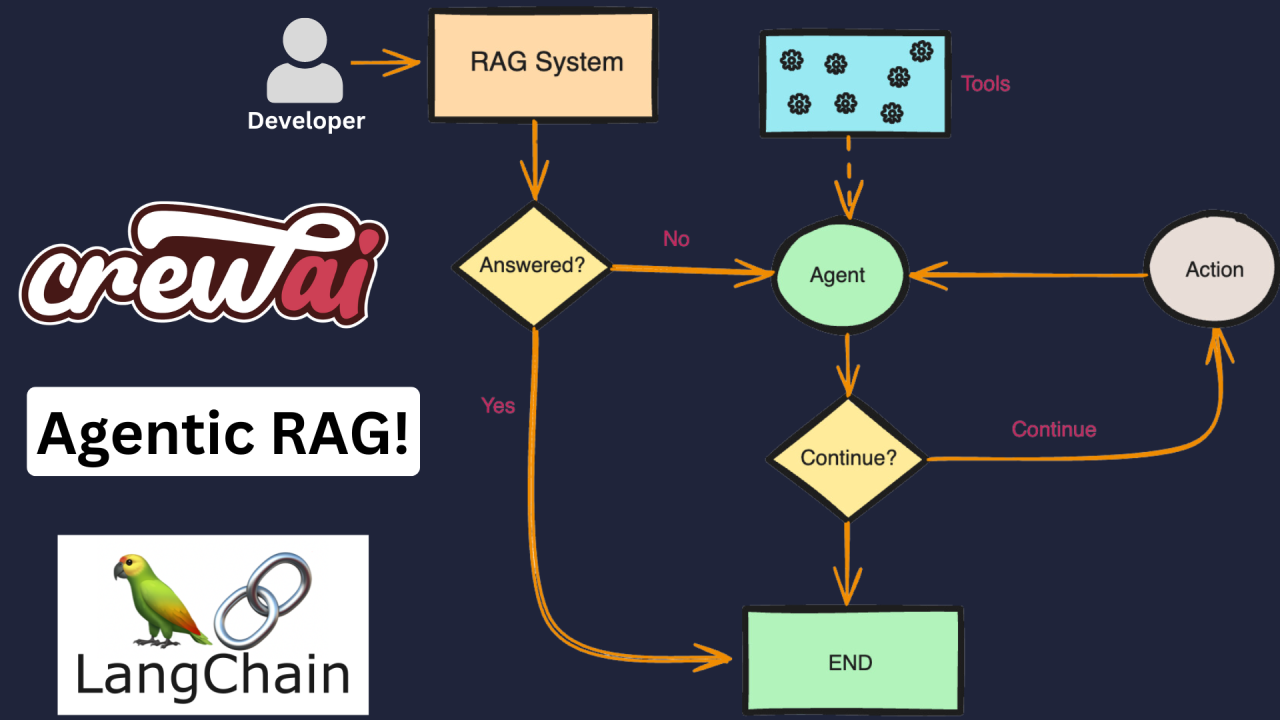 RAG System
Tools
Developer
crewai
Answered?
No
Agent
Action
Yes
Agentic RAG!
Continue?
Continue
LangChain
END